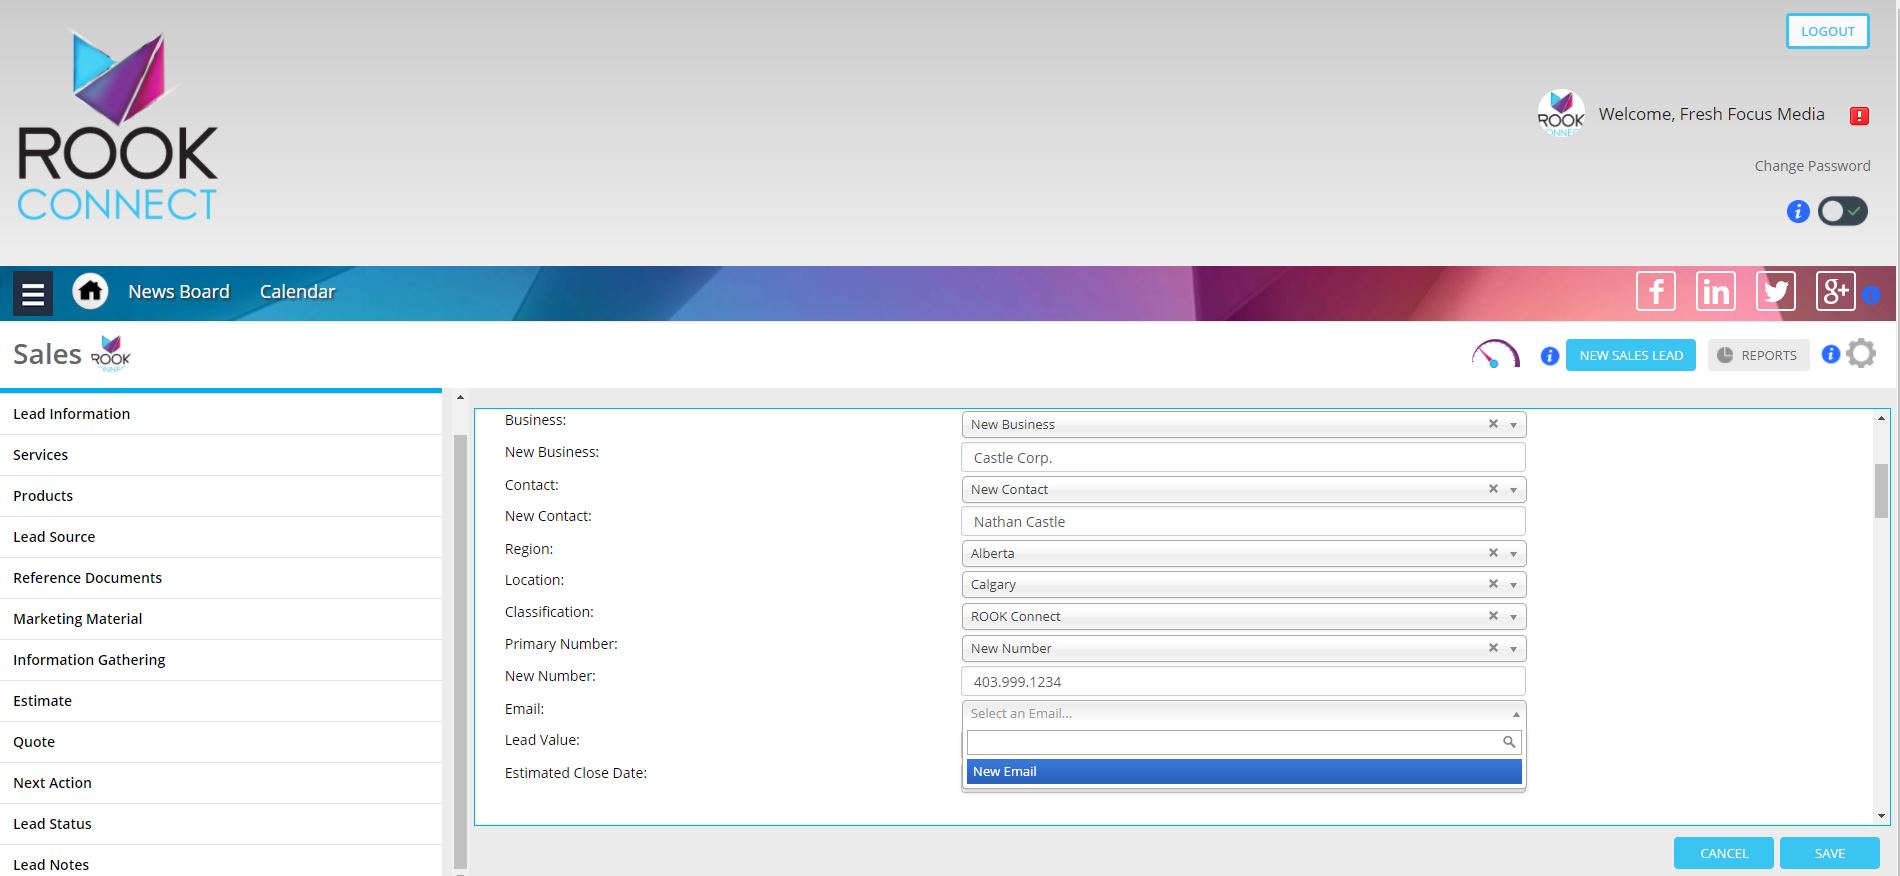 LOGOUT
ROOK
CONNECT
ROOK
CONNECT
Welcome, Fresh Focus Media
Change Password
News Board
Calendar
Sales
ROOK
CONNECT
NEW SALES LEAD
REPORTS
Lead Information
Services
Products
Lead Source
Reference Documents
Marketing Material
Information Gathering
Estimate
Quote
Next Action
Lead Status
Lead Notes
Business: New Business
New Business: Castle Corp.
Contact: New Contact
New Contact: Nathan Castle
Region: Alberta
Location: Calgary
Classification: ROOK Connect
Primary Number: New Number
New Number: 403.999.1234
Email: Select an Email...
Lead Value:
New Email
Estimated Close Date:
CANCEL
SAVE